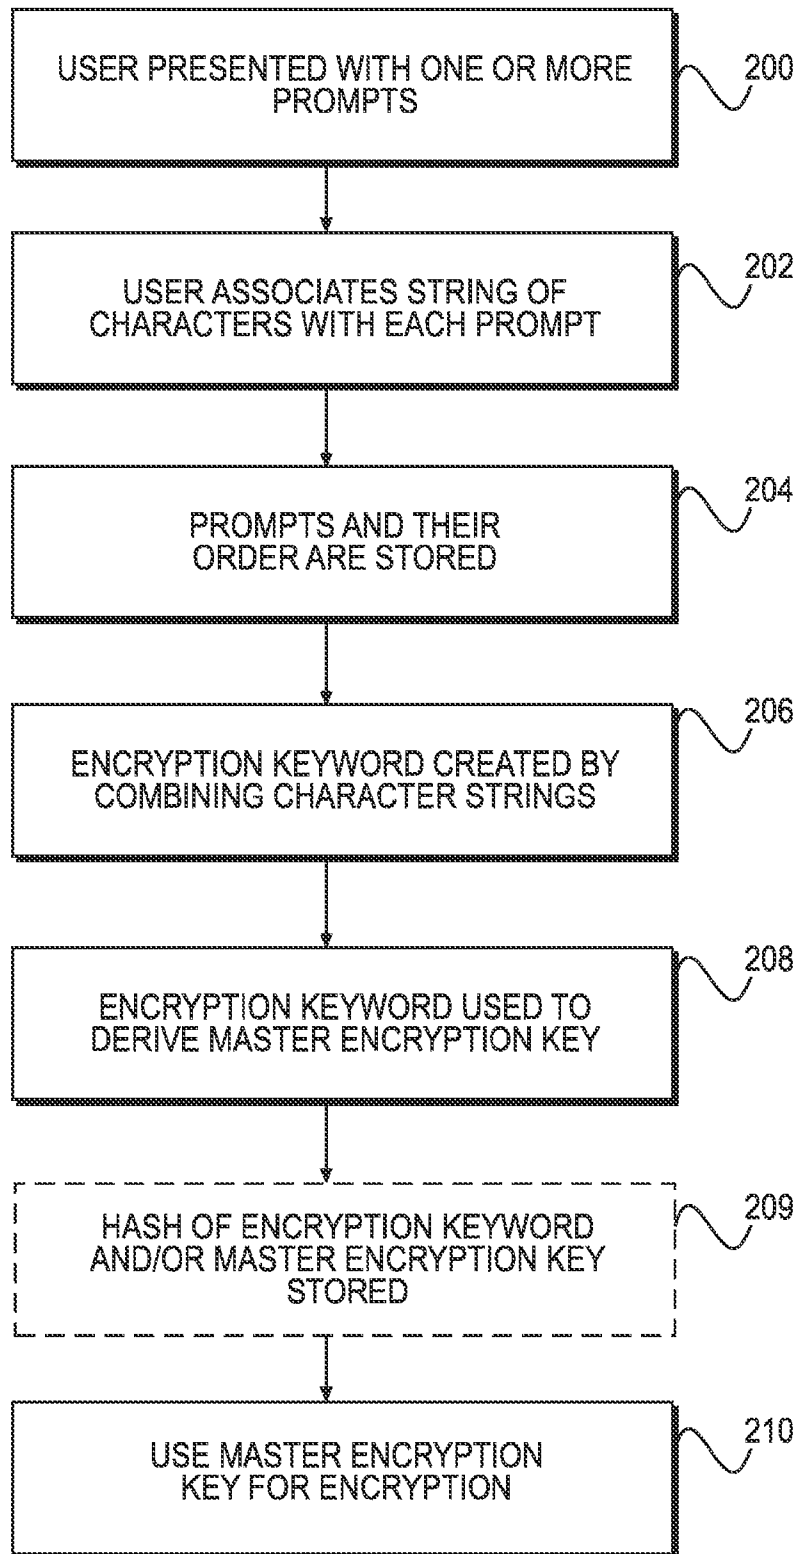 USER PRESENTED WITH ONE OR MORE
PROMPTS
200
USER ASSOCIATES STRING OF
CHARACTERS WITH EACH PROMPT
202
PROMPTS AND THEIR
ORDER ARE STORED
204
ENCRYPTION KEYWORD CREATED BY
COMBINING CHARACTER STRINGS
206
ENCRYPTION KEYWORD USED TO
DERIVE MASTER ENCRYPTION KEY
208
HASH OF ENCRYPTION KEYWORD
AND/OR MASTER ENCRYPTION KEY
STORED
209
USE MASTER ENCRYPTION
KEY FOR ENCRYPTION
210